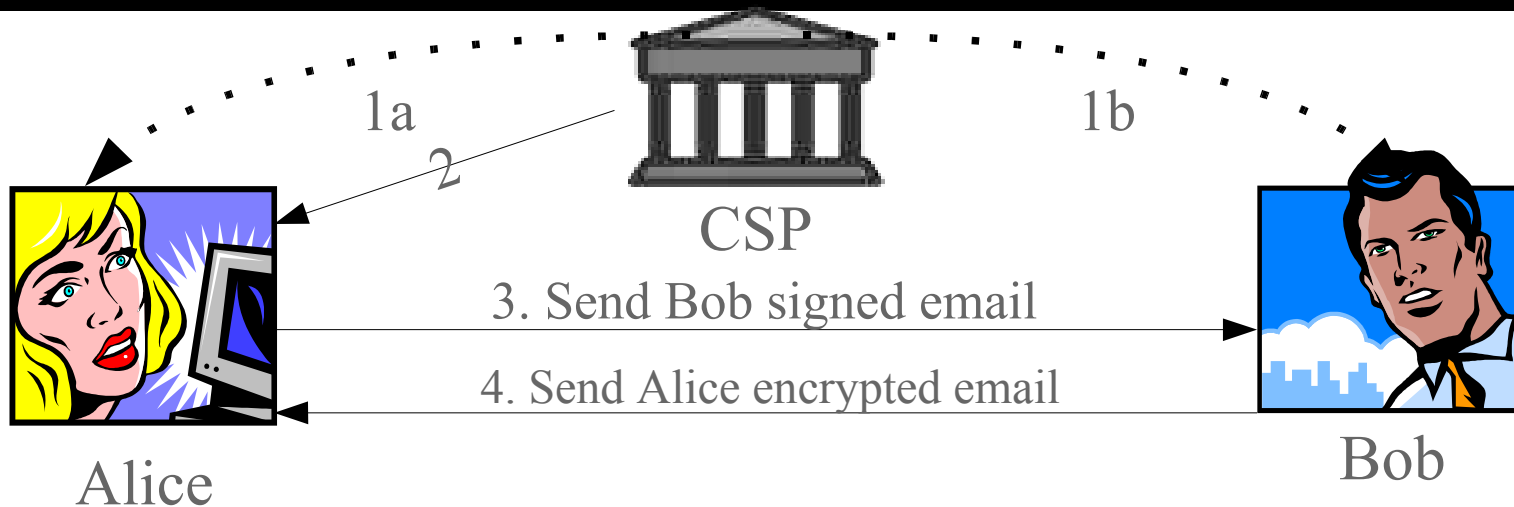 1a
1b
2
CSP
3. Send Bob signed email
4. Send Alice encrypted email
Alice
Bob